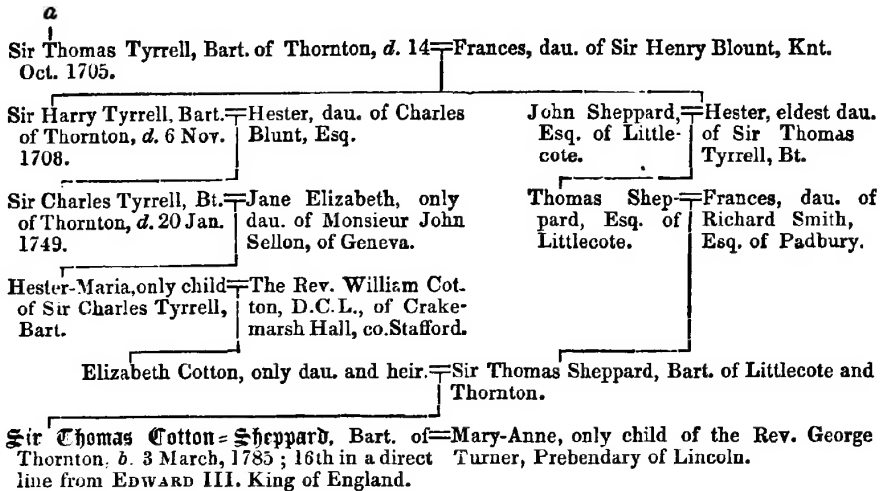 a
Sir Thomas Tyrrell, Bart. of Thornton, d. 14=Frances, dau. of Sir Henry Blount, Knt.
Oct. 1705.
Sir Harry Tyrrell, Bart.=Hester, dau. of Charles
of Thornton, d. 6 Nov. Blunt, Esq.
1708.
John Sheppard,=Hester, eldest dau.
Esq. of Little- of Sir Thomas
cote. Tyrrell, Bt.
Sir Charles Tyrrell, Bt.=Jane Elizabeth, only
of Thornton, d. 20 Jan. dau. of Monsieur John
1749. Sellon, of Geneva.
Thomas Shep-=Frances, dau. of
pard, Esq. of Richard Smith,
Littlecote. Esq. of Padbury.
Hester-Maria, only child=The Rev. William Cot-
of Sir Charles Tyrrell, ton, D.C.L., of Crake-
Bart. marsh Hall, co. Stafford.
Elizabeth Cotton, only dau. and heir.=Sir Thomas Sheppard, Bart. of Littlecote and
Thornton.
Sir Thomas Cotton=Sheppard, Bart. of=Mary-Anne, only child of the Rev. George
Thornton, b. 3 March, 1785; 16th in a direct Turner, Prebendary of Lincoln.
line from EDWARD III. King of England.